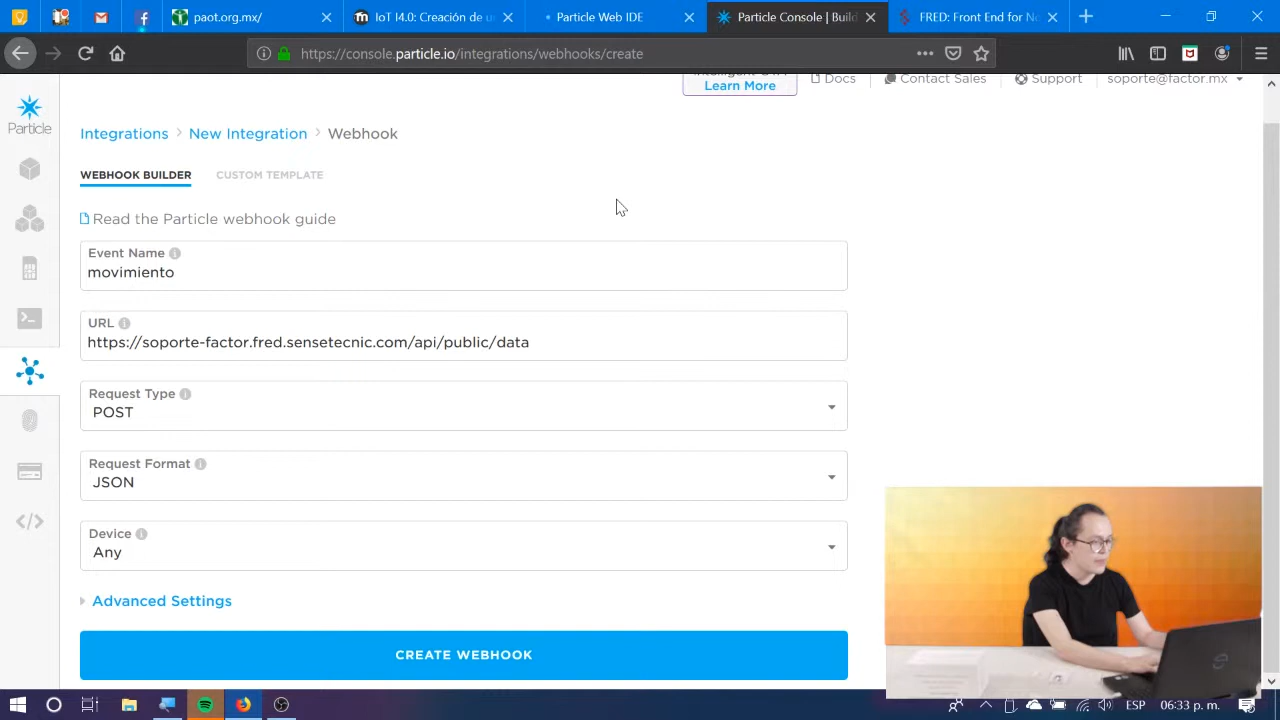 paot.org.mx/
IoT I4.0: Creación de u
Particle Web IDE
Particle Console | Build
FRED: Front End for No
https://console.particle.io/integrations/webhooks/create
Learn More
Docs
Contact Sales
Support
soporte@factor.mx
Particle
Integrations
New Integration
Webhook
WEBHOOK BUILDER
CUSTOM TEMPLATE
Read the Particle webhook guide
Event Name
movimiento
URL
https://soporte-factor.fred.sensetecnic.com/api/public/data
Request Type
POST
Request Format
JSON
Device
Any
Advanced Settings
CREATE WEBHOOK
ESP
06:33 p. m.